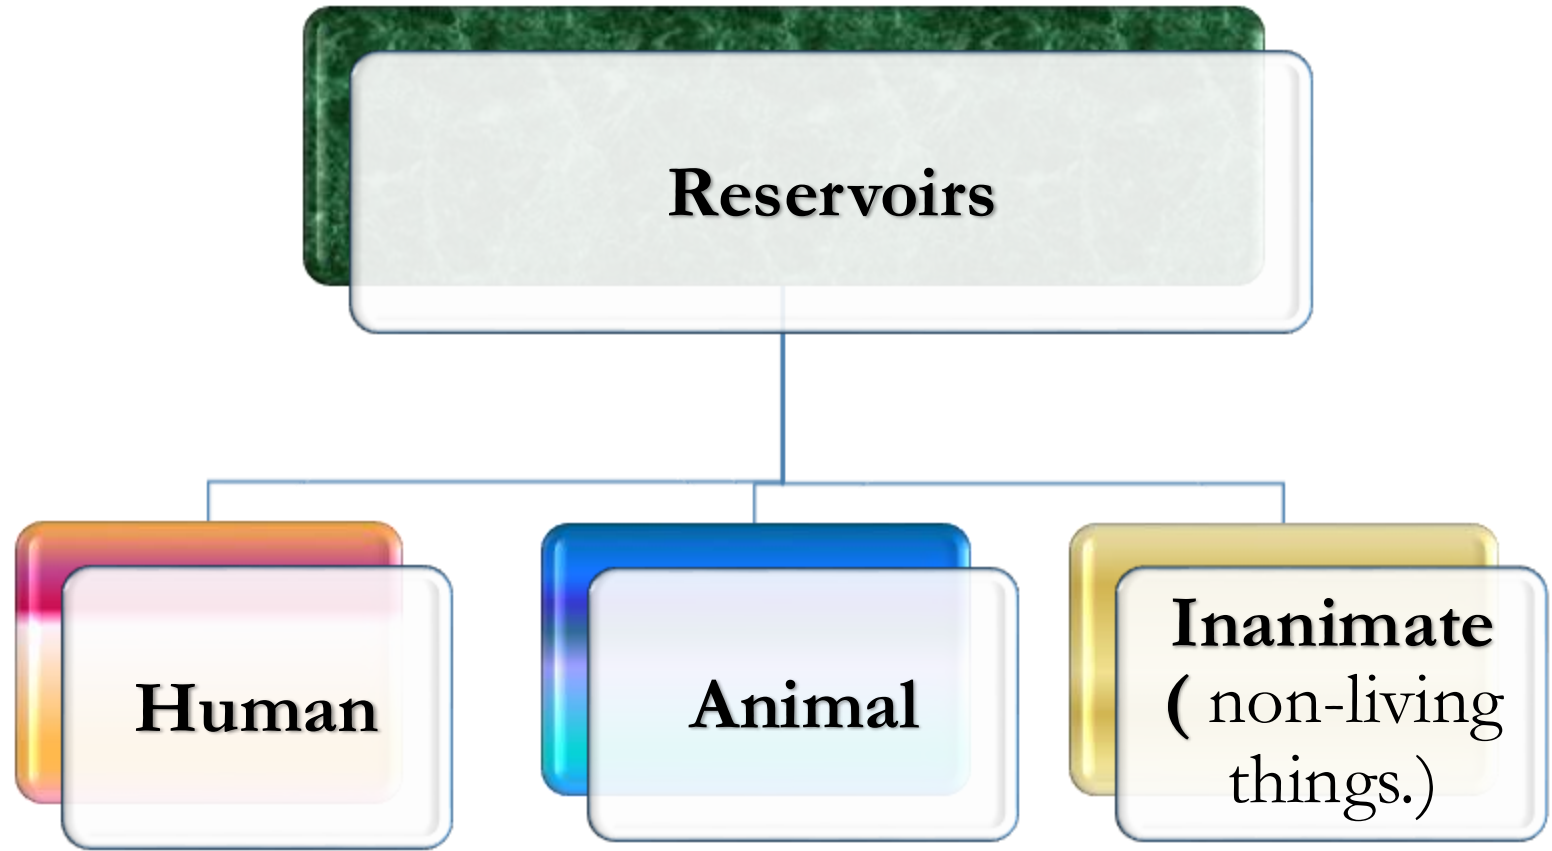 Reservoirs
Human
Animal
Inanimate
( non-living
things.)